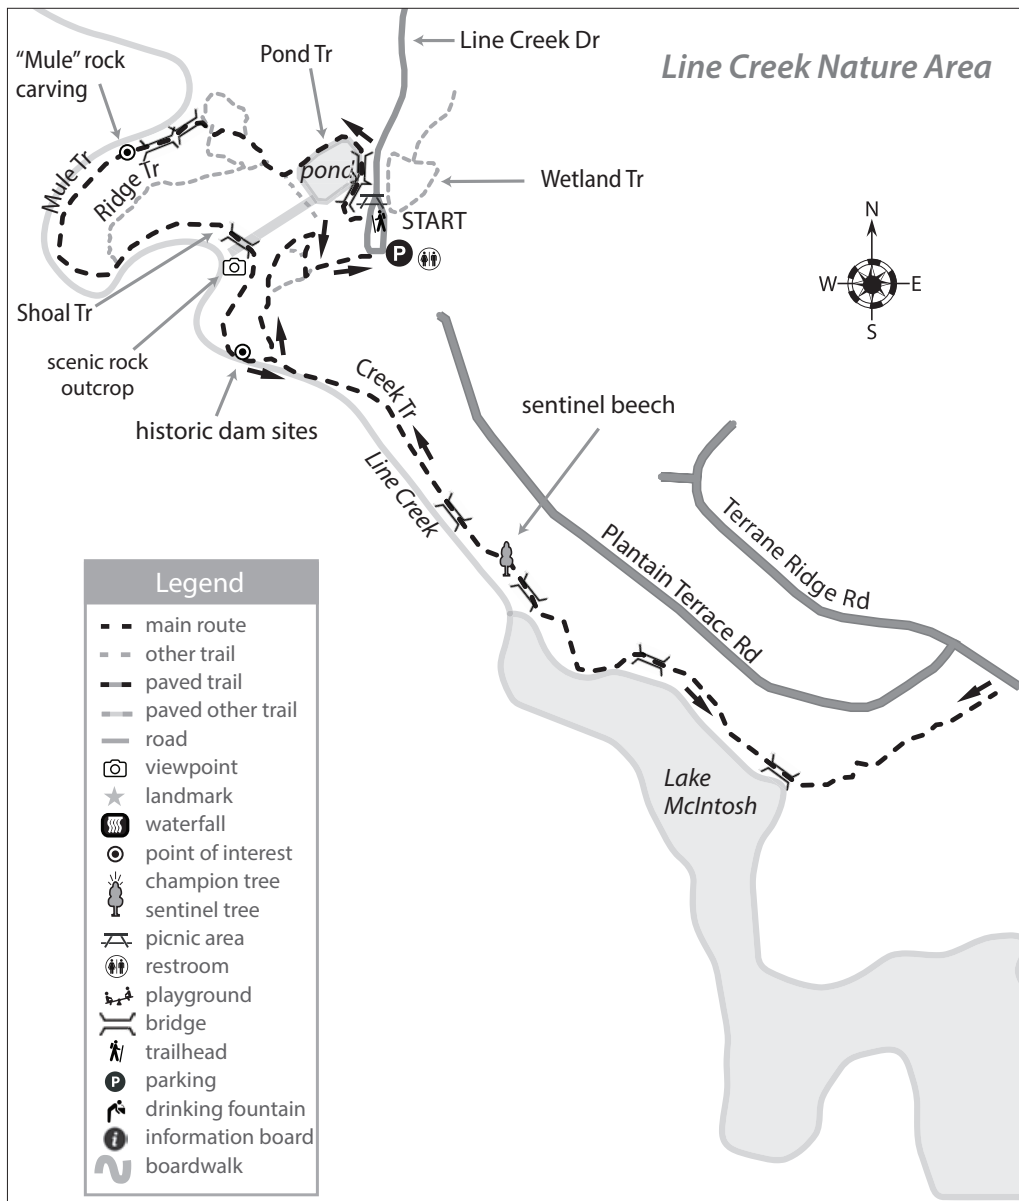 Line Creek Nature Area
Line Creek Dr
Pond Tr
“Mule” rock
carving
pond
Mule Tr
Ridge Tr
Wetland Tr
START
P
N
W
E
S
Shoal Tr
scenic rock
outcrop
historic dam sites
Creek Tr
sentinel beech
Line Creek
Plantain Terrace Rd
Terrane Ridge Rd
Lake
McIntosh
Legend
main route
other trail
paved trail
paved other trail
road
viewpoint
landmark
waterfall
point of interest
champion tree
sentinel tree
picnic area
restroom
playground
bridge
trailhead
P parking
drinking fountain
i information board
boardwalk